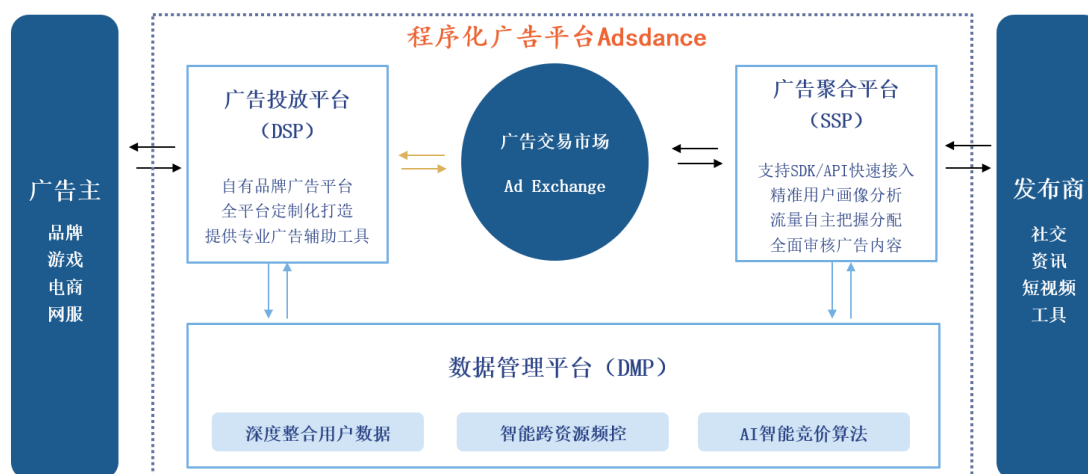 程序化广告平台Adsdance
广告主
品牌
游戏
电商
网服
广告投放平台
（DSP）
自有品牌广告平台
全平台定制化打造
提供专业广告辅助工具
广告交易市场
Ad Exchange
广告聚合平台
（SSP）
支持SDK/API快速接入
精准用户画像分析
流量自主把握分配
全面审核广告内容
发布商
社交
资讯
短视频
工具
数据管理平台（DMP）
深度整合用户数据
智能跨资源频控
AI智能竞价算法